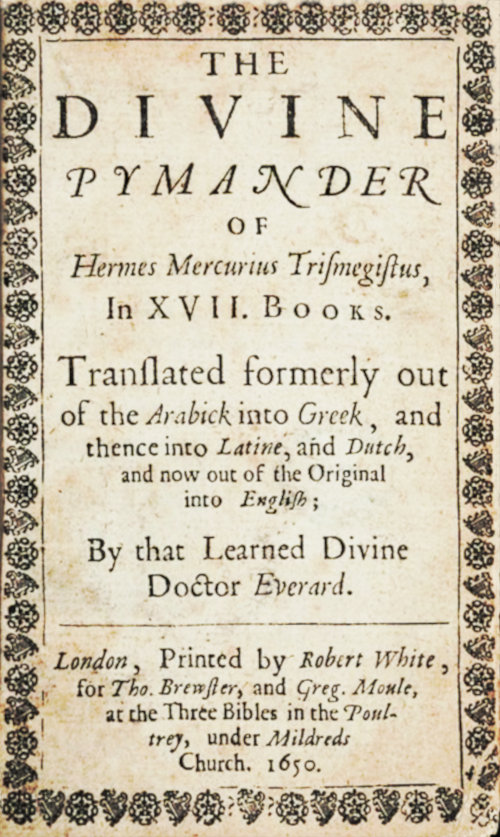 THE
DIVINE
PYMANDER
OF
Hermes Mercurius Triſmegiſtus,
In XVII. BOOKS.
Tranſlated formerly out
of the Arabick into Greek, and
thence into Latine, and Dutch,
and now out of the Original
into Engliſh;
By that Learned Divine
Doctor Everard.
London, Printed by Robert White,
for Tho. Brewſter, and Greg. Moule,
at the Three Bibles in the Poul-
trey, under Mildreds
Church. 1650.